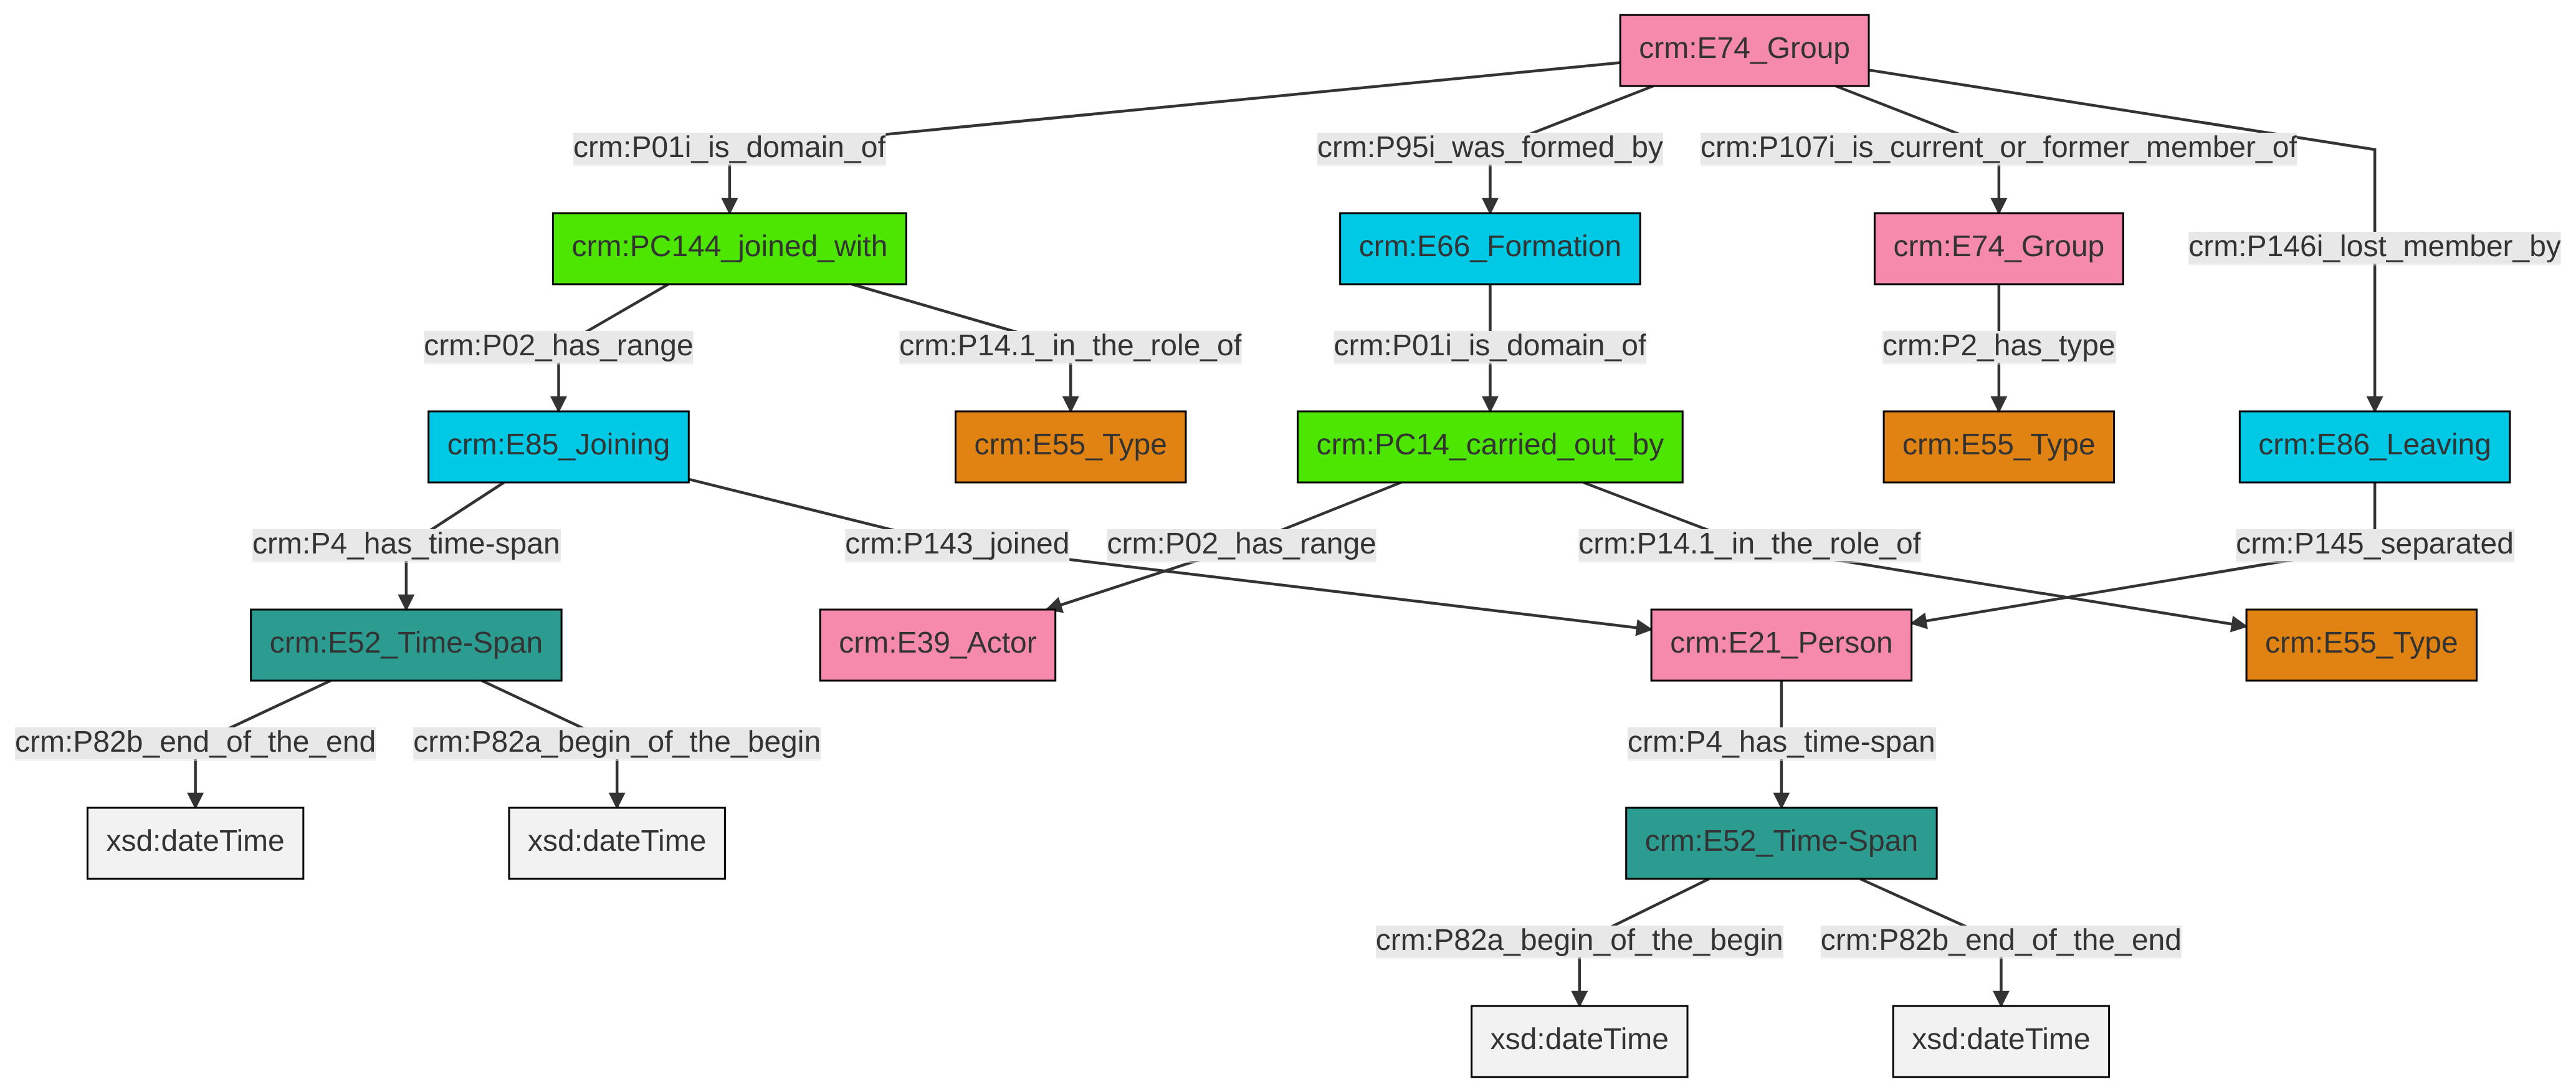 crm:E74_Group
crm:P01i_is_domain_of
crm:P95i_was_formed_by
crm:P107i_is_current_or_former_member_of
crm:PC144_joined_with
crm:E66_Formation
crm:E74_Group
crm:P146i_lost_member_by
crm:P02_has_range
crm:P14.1_in_the_role_of
crm:P01i_is_domain_of
crm:P2_has_type
crm:E85_Joining
crm:E55_Type
crm:PC14_carried_out_by
crm:E55_Type
crm:E86_Leaving
crm:P4_has_time-span
crm:P143_joined
crm:P02_has_range
crm:P14.1_in_the_role_of
crm:P145_separated
crm:E52_Time-Span
crm:E39_Actor
crm:E21_Person
crm:E55_Type
crm:P82b_end_of_the_end
crm:P82a_begin_of_the_begin
crm:P4_has_time-span
xsd:dateTime
xsd:dateTime
crm:E52_Time-Span
crm:P82a_begin_of_the_begin
crm:P82b_end_of_the_end
xsd:dateTime
xsd:dateTime